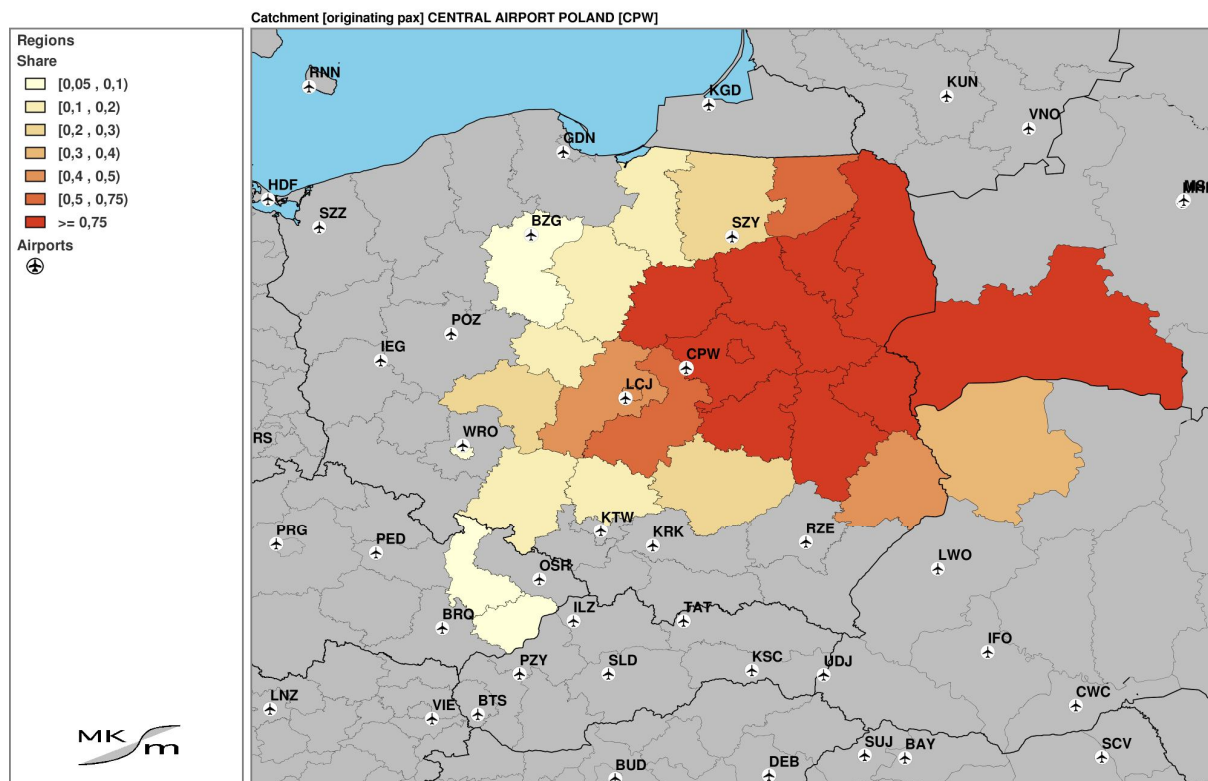 Catchment [originating pax] CENTRAL AIRPORT POLAND [CPW]
Regions
Share
[0,05 , 0,1)
[0,1 , 0,2)
[0,2 , 0,3)
[0,3 , 0,4)
[0,4 , 0,5)
[0,5 , 0,75)
>= 0,75
Airports
MK m
RNN
KUN
KGD
VNO
GDN
HDF
SZZ
BZG
SZY
POZ
IEG
CPW
LCJ
WRO
RS
PRG
PED
KTW
KRK
RZE
OSR
LWO
BRQ
ILZ
TAT
IFO
PZY
SLD
KSC
UDJ
LNZ
VIE
BTS
CWC
SUJ
BAY
SCV
BUD
DEB